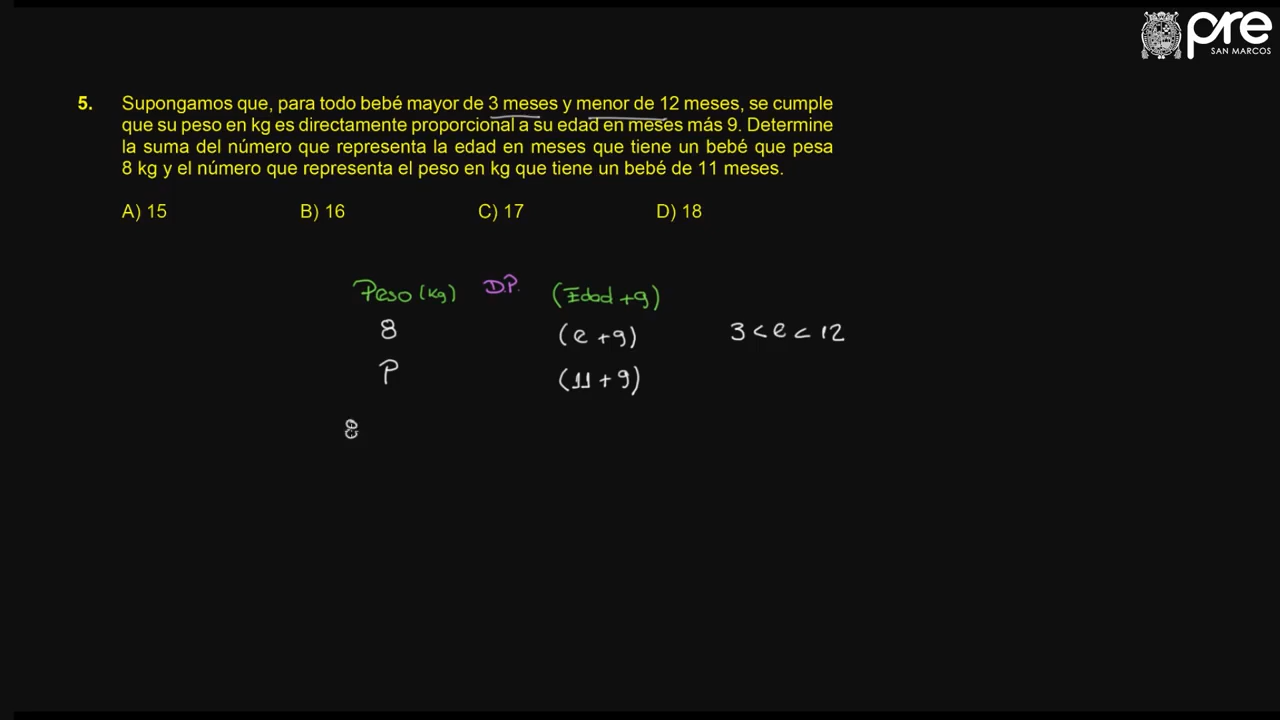 pre
SAN MARCOS
5. Supongamos que, para todo bebé mayor de 3 meses y menor de 12 meses, se cumple
que su peso en kg es directamente proporcional a su edad en meses más 9. Determine
la suma del número que representa la edad en meses que tiene un bebé que pesa
8 kg y el número que representa el peso en kg que tiene un bebé de 11 meses.
A) 15 B) 16 C) 17 D) 18
Peso (kg) D.P. (Edad + 9)
8 (e + 9) 3 < e < 12
P (11 + 9)
8